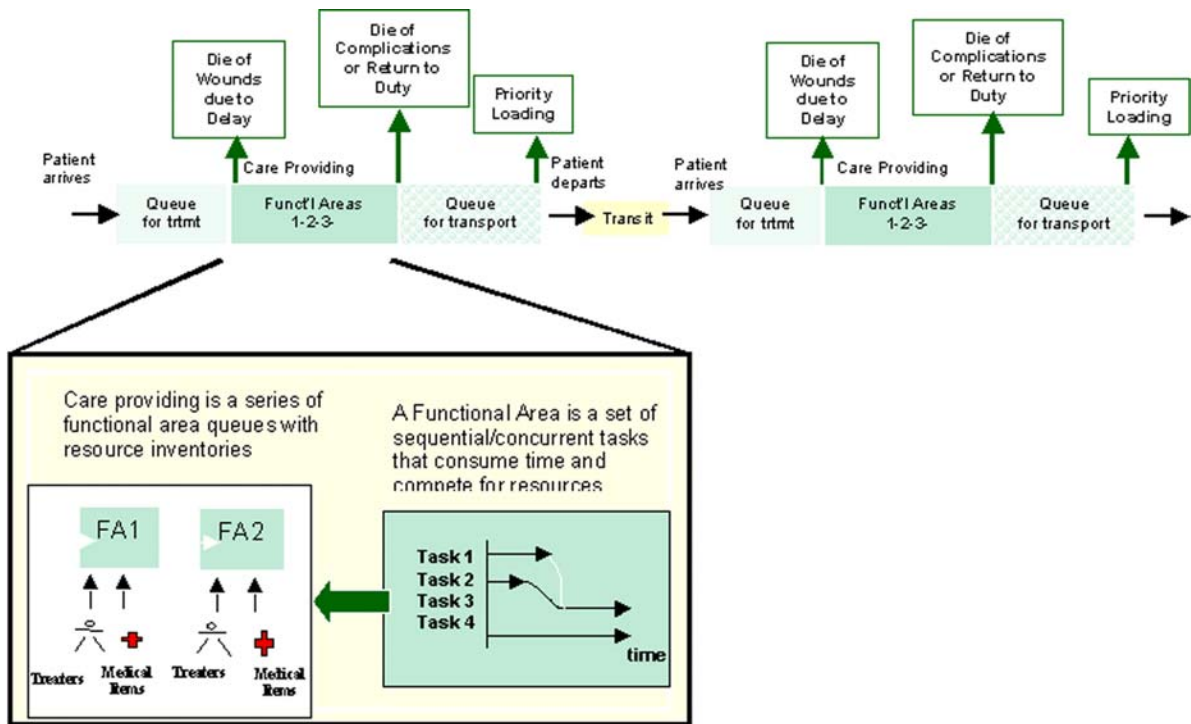 Die of
Wounds
due to
Delay
Die of
Complications
or Return to
Duty
Priority
Loading
Patient
arrives
Care Providing
Patient
departs
Queue
for trtmt
Funct'l Areas
1-2-3-
Queue
for transport
Transit
Die of
Wounds
due to
Delay
Die of
Complications
or Return to
Duty
Priority
Loading
Patient
arrives
Care Providing
Queue
for trtmt
Funct'l Areas
1-2-3-
Queue
for transport
Care providing is a series of
functional area queues with
resource inventories
FA1
FA2
Treaters
Medical
Items
Treaters
Medical
Items
A Functional Area is a set of
sequential/concurrent tasks
that consume time and
compete for resources
Task 1
Task 2
Task 3
Task 4
time